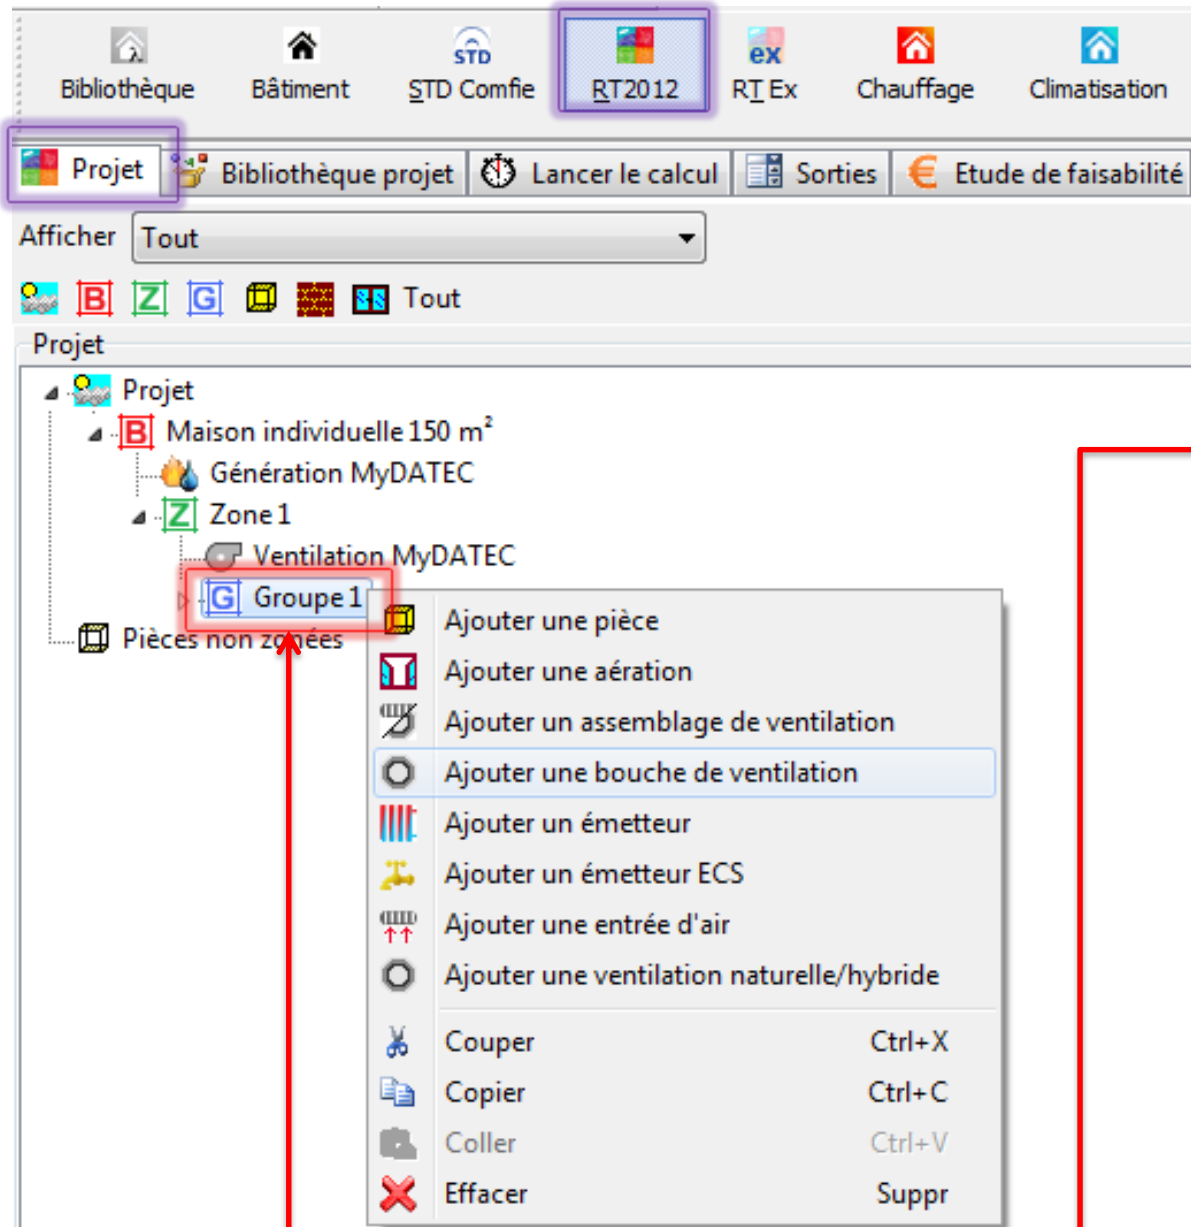 Bibliothèque Bâtiment STD Comfie RT2012 RT Ex Chauffage Climatisation
Projet Bibliothèque projet Lancer le calcul Sorties Etude de faisabilité
Afficher Tout
B Z G Tout
Projet
Projet
B Maison individuelle 150 m²
Génération MyDATEC
Z Zone 1
Ventilation MyDATEC
G Groupe 1
Pièces non zonées
Ajouter une pièce
Ajouter une aération
Ajouter un assemblage de ventilation
Ajouter une bouche de ventilation
Ajouter un émetteur
Ajouter un émetteur ECS
Ajouter une entrée d'air
Ajouter une ventilation naturelle/hybride
Couper Ctrl+X
Copier Ctrl+C
Coller Ctrl+V
Effacer Suppr